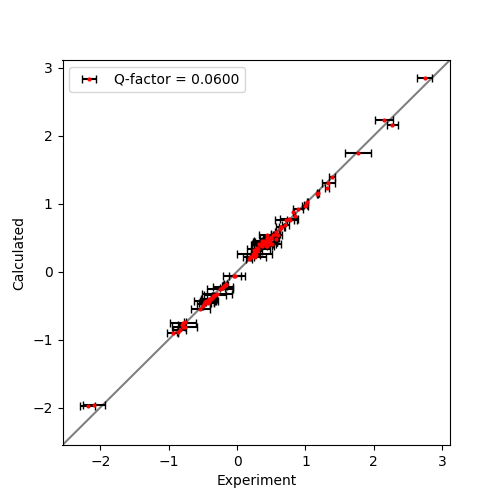 Q-factor = 0.0600
3
2
1
0
−1
−2
Calculated
−2 −1 0 1 2 3
Experiment